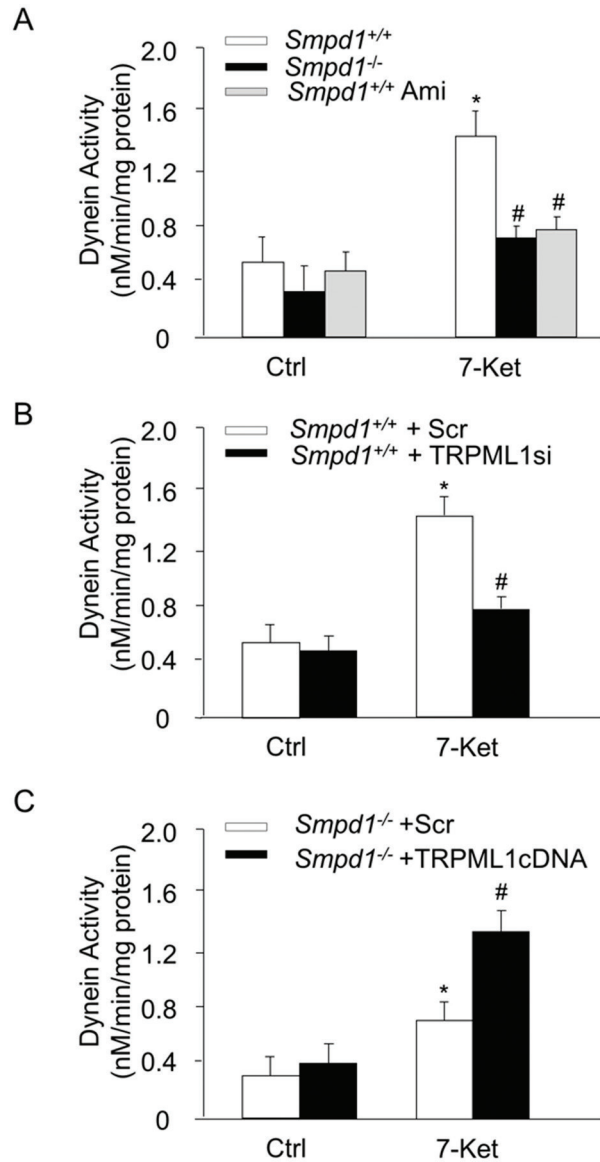 A
Smpd1+/+
Smpd1-/-
Smpd1+/+ Ami
Dynein Activity
(nM/min/mg protein)
2.0
1.6
1.2
0.8
0.4
0
*
#
#
Ctrl
7-Ket
B
Smpd1+/+ + Scr
Smpd1+/+ + TRPML1si
Dynein Activity
(nM/min/mg protein)
2.0
1.6
1.2
0.8
0.4
0
*
#
Ctrl
7-Ket
C
Smpd1-/- +Scr
Smpd1-/- +TRPML1cDNA
Dynein Activity
(nM/min/mg protein)
2.0
1.6
1.2
0.8
0.4
0
*
#
Ctrl
7-Ket